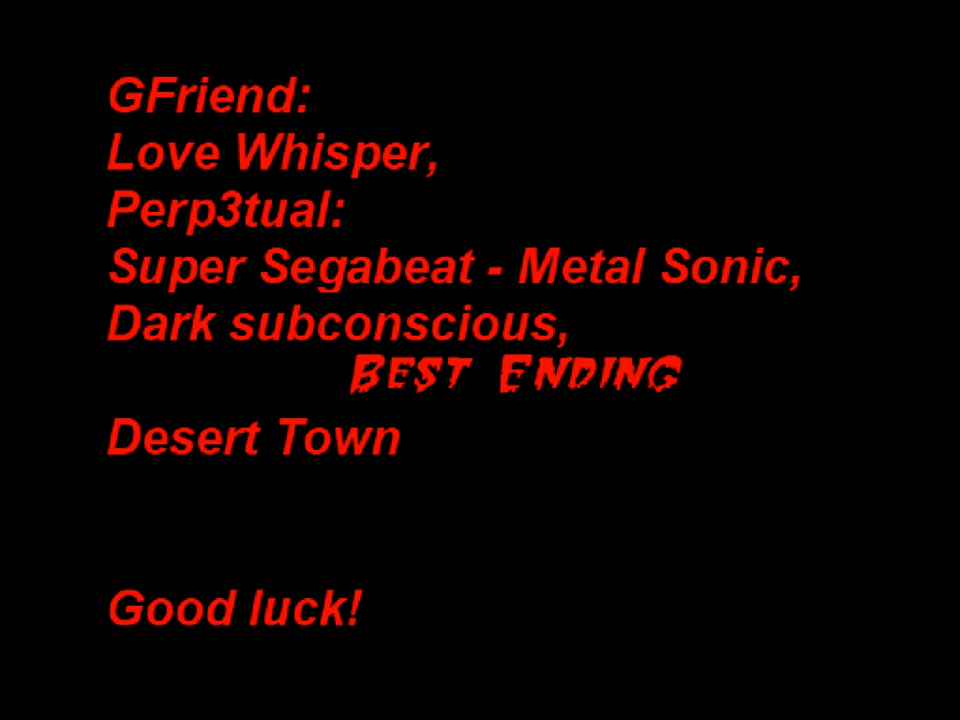 GFriend:
Love Whisper,
Perp3tual:
Super Segabeat - Metal Sonic,
Dark subconscious,
Best Ending
Desert Town
Good luck!